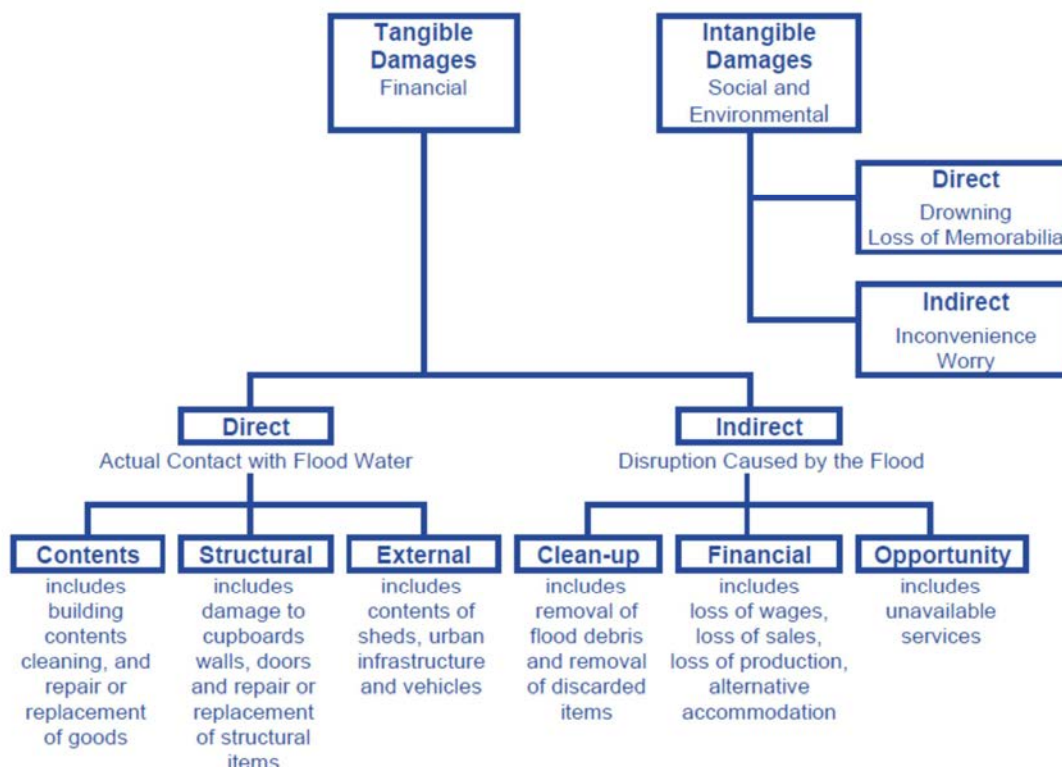 Tangible
Damages
Financial
Intangible
Damages
Social and
Environmental
Direct
Drowning
Loss of Memorabilia
Indirect
Inconvenience
Worry
Direct
Actual Contact with Flood Water
Indirect
Disruption Caused by the Flood
Contents
includes
building
contents
cleaning, and
repair or
replacement
of goods
Structural
includes
damage to
cupboards
walls, doors
and repair or
replacement
of structural
items
External
includes
contents of
sheds, urban
infrastructure
and vehicles
Clean-up
includes
removal of
flood debris
and removal
of discarded
items
Financial
includes
loss of wages,
loss of sales,
loss of production,
alternative
accommodation
Opportunity
includes
unavailable
services